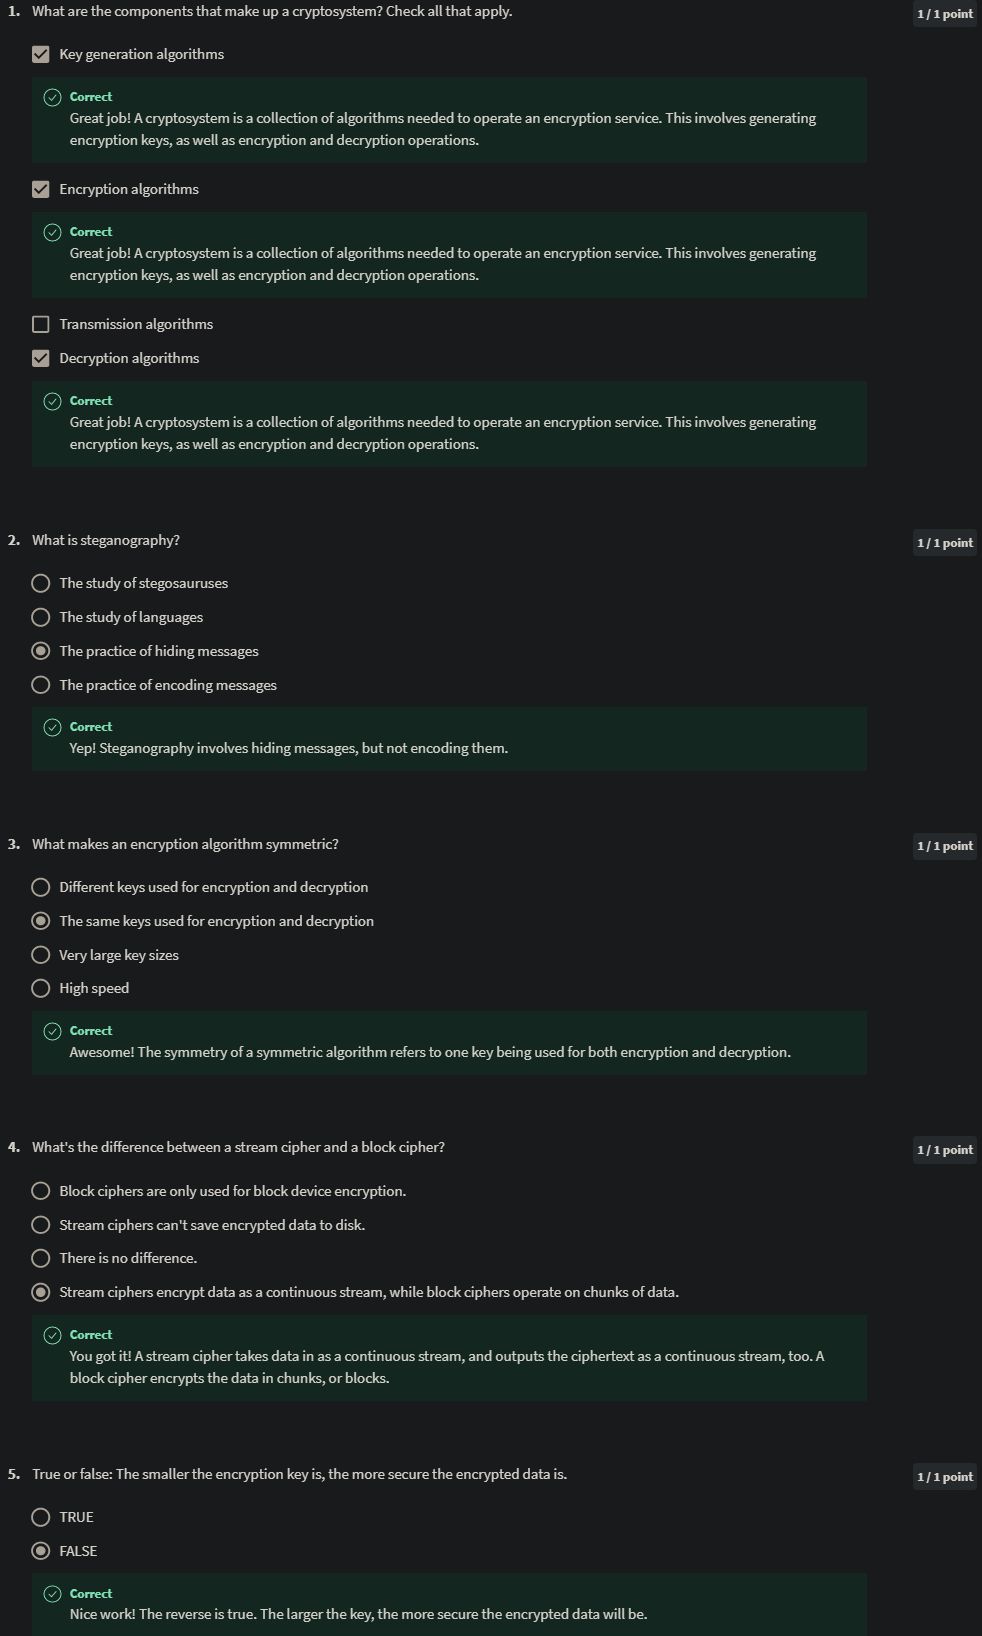 1. What are the components that make up a cryptosystem? Check all that apply.
1 / 1 point
Key generation algorithms
Correct
Great job! A cryptosystem is a collection of algorithms needed to operate an encryption service. This involves generating
encryption keys, as well as encryption and decryption operations.
Encryption algorithms
Correct
Great job! A cryptosystem is a collection of algorithms needed to operate an encryption service. This involves generating
encryption keys, as well as encryption and decryption operations.
Transmission algorithms
Decryption algorithms
Correct
Great job! A cryptosystem is a collection of algorithms needed to operate an encryption service. This involves generating
encryption keys, as well as encryption and decryption operations.
2. What is steganography?
1 / 1 point
The study of stegosauruses
The study of languages
The practice of hiding messages
The practice of encoding messages
Correct
Yep! Steganography involves hiding messages, but not encoding them.
3. What makes an encryption algorithm symmetric?
1 / 1 point
Different keys used for encryption and decryption
The same keys used for encryption and decryption
Very large key sizes
High speed
Correct
Awesome! The symmetry of a symmetric algorithm refers to one key being used for both encryption and decryption.
4. What's the difference between a stream cipher and a block cipher?
1 / 1 point
Block ciphers are only used for block device encryption.
Stream ciphers can't save encrypted data to disk.
There is no difference.
Stream ciphers encrypt data as a continuous stream, while block ciphers operate on chunks of data.
Correct
You got it! A stream cipher takes data in as a continuous stream, and outputs the ciphertext as a continuous stream, too. A
block cipher encrypts the data in chunks, or blocks.
5. True or false: The smaller the encryption key is, the more secure the encrypted data is.
1 / 1 point
TRUE
FALSE
Correct
Nice work! The reverse is true. The larger the key, the more secure the encrypted data will be.